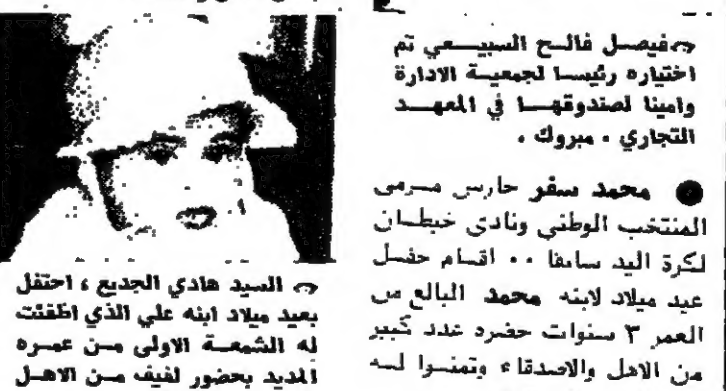 فيصل فالح السبيعي تم
اختياره رئيسا لجمعية الادارة
وامينا لصندوقها في المعهد
التجاري . مبروك .
● محمد سفر حارس مرمى
المنتخب الوطني ونادي خيطان
لكرة اليد سابقا .. اقام حفل
عيد ميلاد لابنه محمد البالغ من
العمر ٣ سنوات حضره عدد كبير
من الاهل والاصدقاء وتمنوا له
السيد هادي الجديع ، احتفل
بعيد ميلاد ابنه علي الذي اطفئت
له الشمعة الاولى من عمره
المديد بحضور لفيف من الاهل